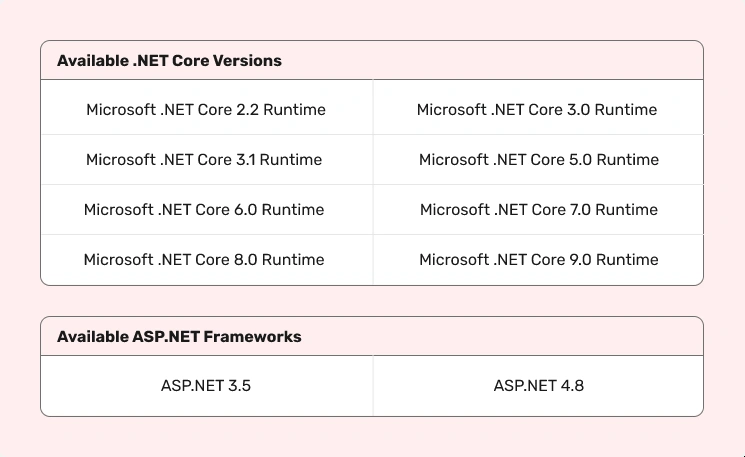 Available .NET Core Versions
Microsoft .NET Core 2.2 Runtime
Microsoft .NET Core 3.0 Runtime
Microsoft .NET Core 3.1 Runtime
Microsoft .NET Core 5.0 Runtime
Microsoft .NET Core 6.0 Runtime
Microsoft .NET Core 7.0 Runtime
Microsoft .NET Core 8.0 Runtime
Microsoft .NET Core 9.0 Runtime
Available ASP.NET Frameworks
ASP.NET 3.5
ASP.NET 4.8